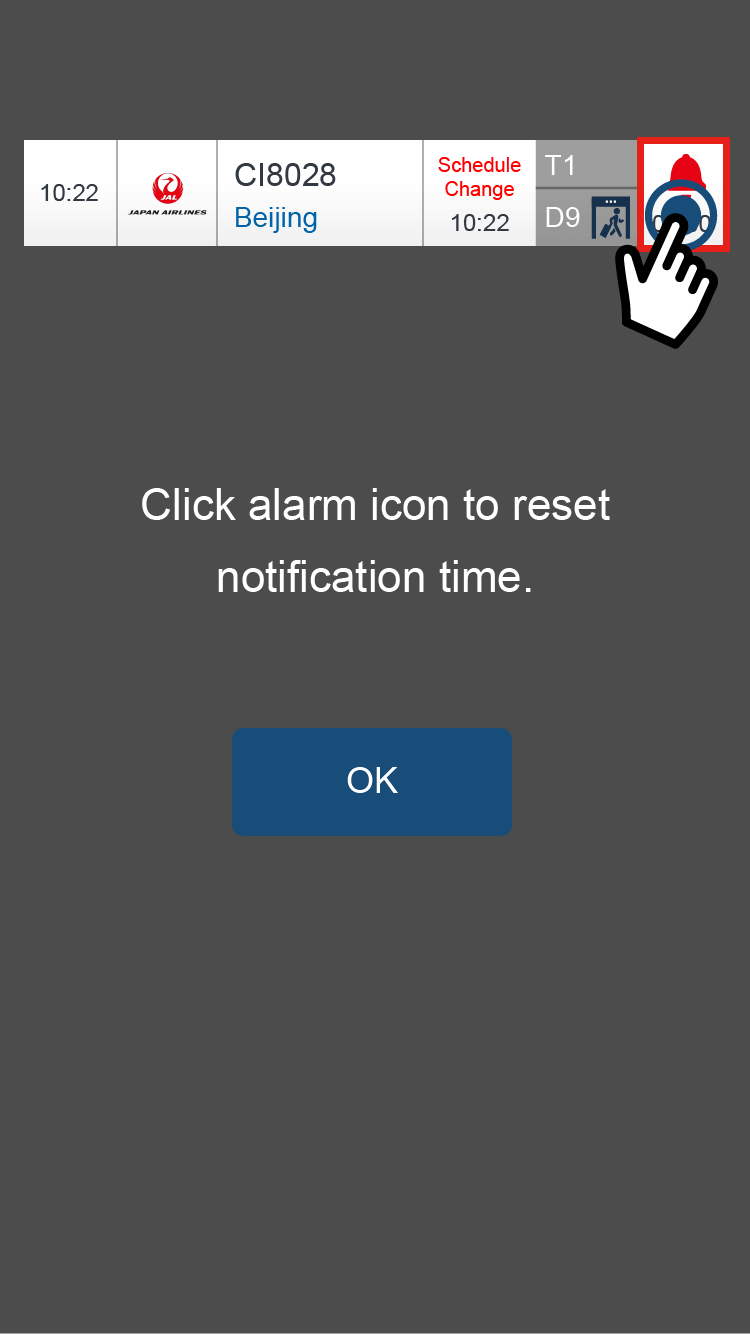 10:22
JAL
JAPAN AIRLINES
CI8028
Beijing
Schedule
Change
10:22
T1
D9
Click alarm icon to reset
notification time.
OK